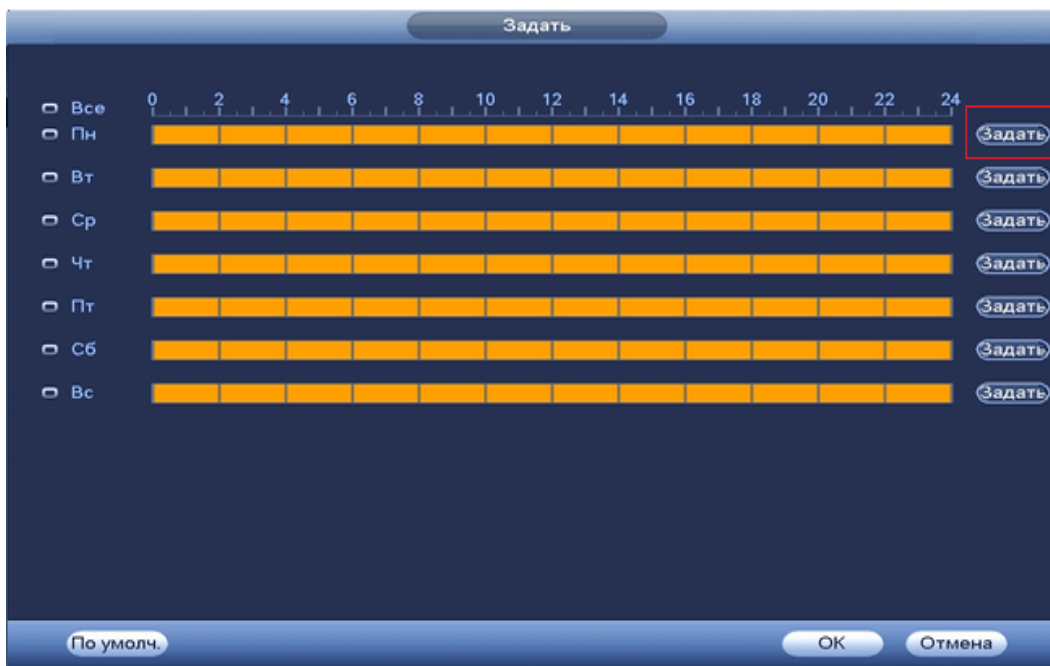 Задать
Все 0 2 4 6 8 10 12 14 16 18 20 22 24
Пн Задать
Вт Задать
Ср Задать
Чт Задать
Пт Задать
Сб Задать
Вс Задать
По умолч. OK Отмена